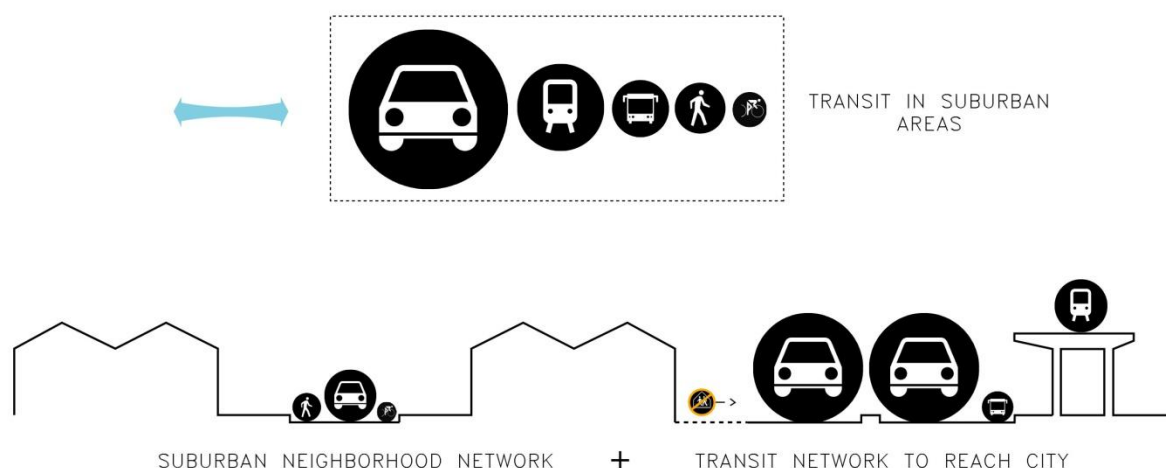 TRANSIT IN SUBURBAN
AREAS
SUBURBAN NEIGHBORHOOD NETWORK + TRANSIT NETWORK TO REACH CITY